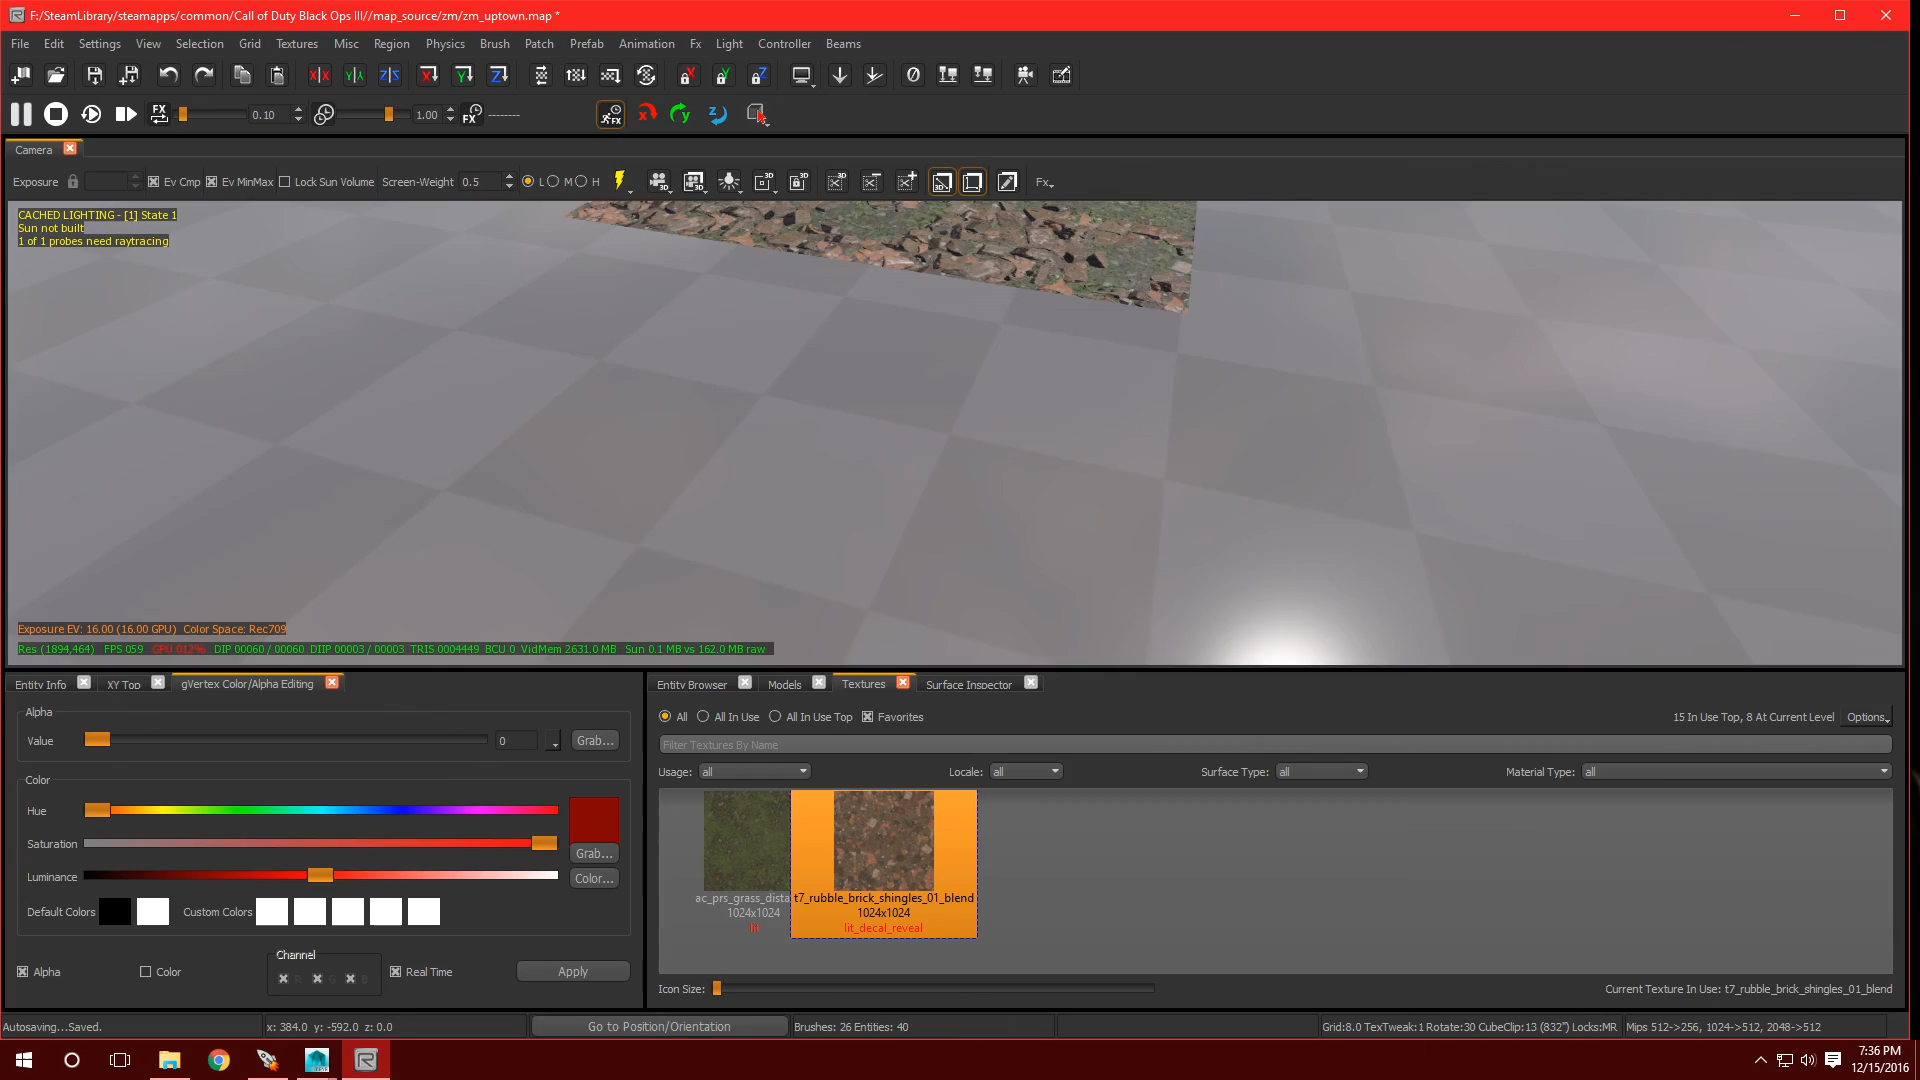 F:/SteamLibrary/steamapps/common/Call of Duty Black Ops III//map_source/zm/zm_uptown.map *
File Edit Settings View Selection Grid Textures Misc Region Physics Brush Patch Prefab Animation Fx Light Controller Beams
FX 0.10 1.00 FX --------
Camera
Exposure Ev Cmp Ev MinMax Lock Sun Volume Screen-Weight 0.5 L M H Fx
CACHED LIGHTING - [1] State 1
Sun not built
1 of 1 probes need raytracing
Exposure EV: 16.00 (16.00 GPU) Color Space: Rec709
Res (1894,464) FPS 059 GPU 012% DIP 00060 / 00060 DIIP 00003 / 00003 TRIS 0004449 BCU 0 VidMem 2631.0 MB Sun 0.1 MB vs 162.0 MB raw
Entity Info XY Top gVertex Color/Alpha Editing
Alpha
Value 0 Grab...
Color
Hue
Saturation Grab...
Luminance Color...
Default Colors Custom Colors
Channel
Alpha Color R G B Real Time Apply
Entity Browser Models Textures Surface Inspector
All All In Use All In Use Top Favorites 15 In Use Top, 8 At Current Level Options
Filter Textures By Name
Usage: all Locale: all Surface Type: all Material Type: all
ac_prs_grass_dista t7_rubble_brick_shingles_01_blend
1024x1024 1024x1024
lit lit_decal_reveal
Icon Size: Current Texture In Use: t7_rubble_brick_shingles_01_blend
Autosaving...Saved. x: 384.0 y: -592.0 z: 0.0 Go to Position/Orientation Brushes: 26 Entities: 40 Grid:8.0 TexTweak:1 Rotate:30 CubeClip:13 (832") Locks:MR Mips 512->256, 1024->512, 2048->512
7:36 PM
12/15/2016